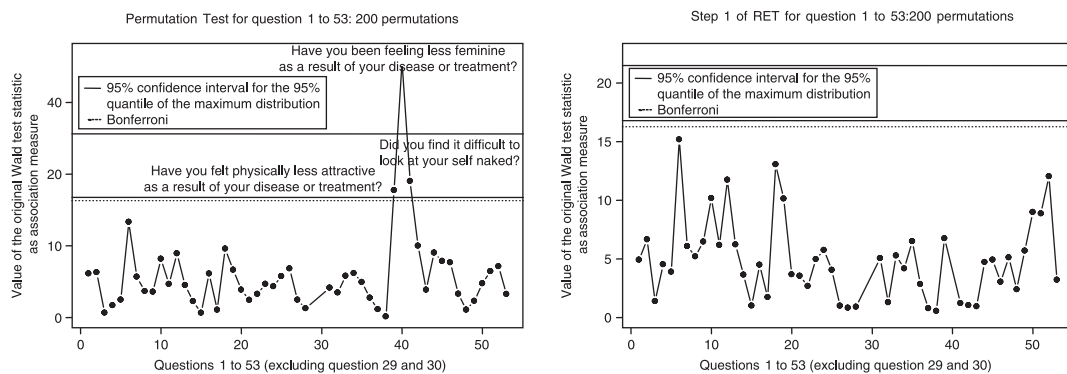 Permutation Test for question 1 to 53: 200 permutations
Have you been feeling less feminine
as a result of your disease or treatment?
95% confidence interval for the 95%
quantile of the maximum distribution
Bonferroni
Did you find it difficult to
look at your self naked?
Have you felt physically less attractive
as a result of your disease or treatment?
Value of the original Wald test statistic
as association measure
40
20
10
0
0
10
20
30
40
50
Questions 1 to 53 (excluding question 29 and 30)
Step 1 of RET for question 1 to 53:200 permutations
95% confidence interval for the 95%
quantile of the maximum distribution
Bonferroni
Value of the original Wald test statistic
as association measure
20
15
10
5
0
0
10
20
30
40
50
Questions 1 to 53 (excluding question 29 and 30)